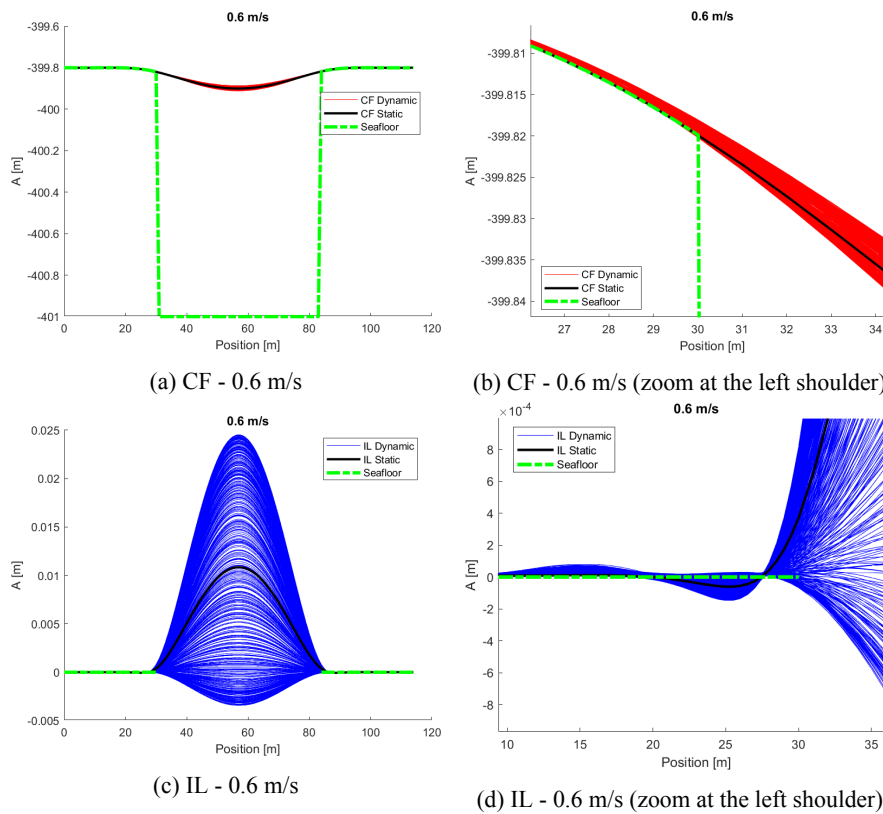 0.6 m/s
-399.6
-399.8
-400
-400.2
-400.4
-400.6
-400.8
-401
A [m]
0 20 40 60 80 100 120
Position [m]
CF Dynamic
CF Static
Seafloor
(a) CF - 0.6 m/s
0.6 m/s
-399.81
-399.815
-399.82
-399.825
-399.83
-399.835
-399.84
A [m]
27 28 29 30 31 32 33 34
Position [m]
CF Dynamic
CF Static
Seafloor
(b) CF - 0.6 m/s (zoom at the left shoulder)
0.6 m/s
0.025
0.02
0.015
0.01
0.005
0
-0.005
A [m]
0 20 40 60 80 100 120
Position [m]
IL Dynamic
IL Static
Seafloor
(c) IL - 0.6 m/s
×10-4
0.6 m/s
8
6
4
2
0
-2
-4
-6
-8
A [m]
10 15 20 25 30 35
Position [m]
IL Dynamic
IL Static
Seafloor
(d) IL - 0.6 m/s (zoom at the left shoulder)